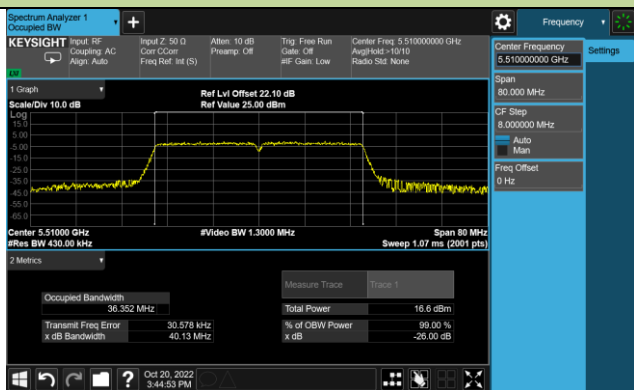 Spectrum Analyzer 1
Occupied BW
Frequency
KEYSIGHT
Input: RF
Coupling: AC
Align: Auto
Input Z: 50 Ω
Corr CCorr
Freq Ref: Int (S)
Atten: 10 dB
Preamp: Off
Trig: Free Run
Gate: Off
#IF Gain: Low
Center Freq: 5.510000000 GHz
Avg|Hold:>10/10
Radio Std: None
LXI
Center Frequency
5.510000000 GHz
Settings
Span
80.000 MHz
CF Step
8.000000 MHz
Auto
Man
Freq Offset
0 Hz
1 Graph
Scale/Div 10.0 dB
Ref Lvl Offset 22.10 dB
Ref Value 25.00 dBm
Log
15.0
5.00
-5.00
-15.0
-25.0
-35.0
-45.0
-55.0
-65.0
Center 5.51000 GHz
#Res BW 430.00 kHz
#Video BW 1.3000 MHz
Span 80 MHz
Sweep 1.07 ms (2001 pts)
2 Metrics
Measure Trace
Trace 1
Occupied Bandwidth
36.352 MHz
Total Power
16.6 dBm
Transmit Freq Error
30.578 kHz
% of OBW Power
99.00 %
x dB Bandwidth
40.13 MHz
x dB
-26.00 dB
?
Oct 20, 2022
3:44:53 PM